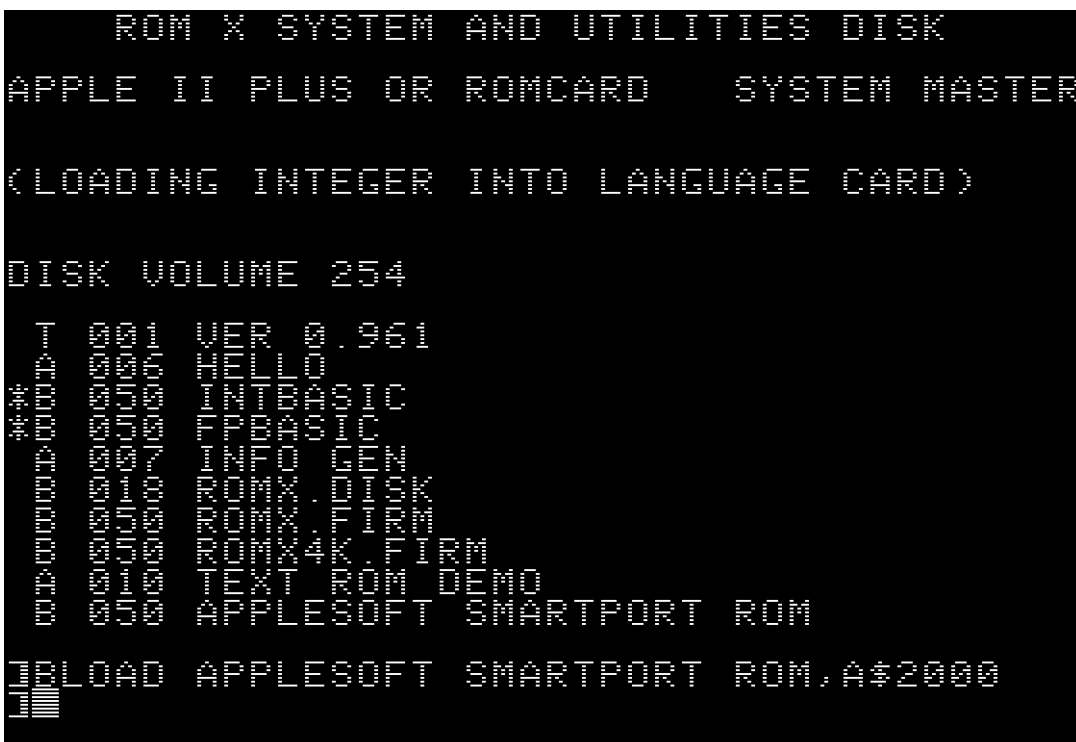 ROM X SYSTEM AND UTILITIES DISK
APPLE II PLUS OR ROMCARD   SYSTEM MASTER
(LOADING INTEGER INTO LANGUAGE CARD)
DISK VOLUME 254
 T 001 VER 0.961
 A 006 HELLO
*B 050 INTBASIC
*B 050 FPBASIC
 A 007 INFO GEN
 B 018 ROMX.DISK
 B 050 ROMX.FIRM
 B 050 ROMX4K.FIRM
 A 010 TEXT ROM DEMO
 B 050 APPLESOFT SMARTPORT ROM
]BLOAD APPLESOFT SMARTPORT ROM,A$2000
]